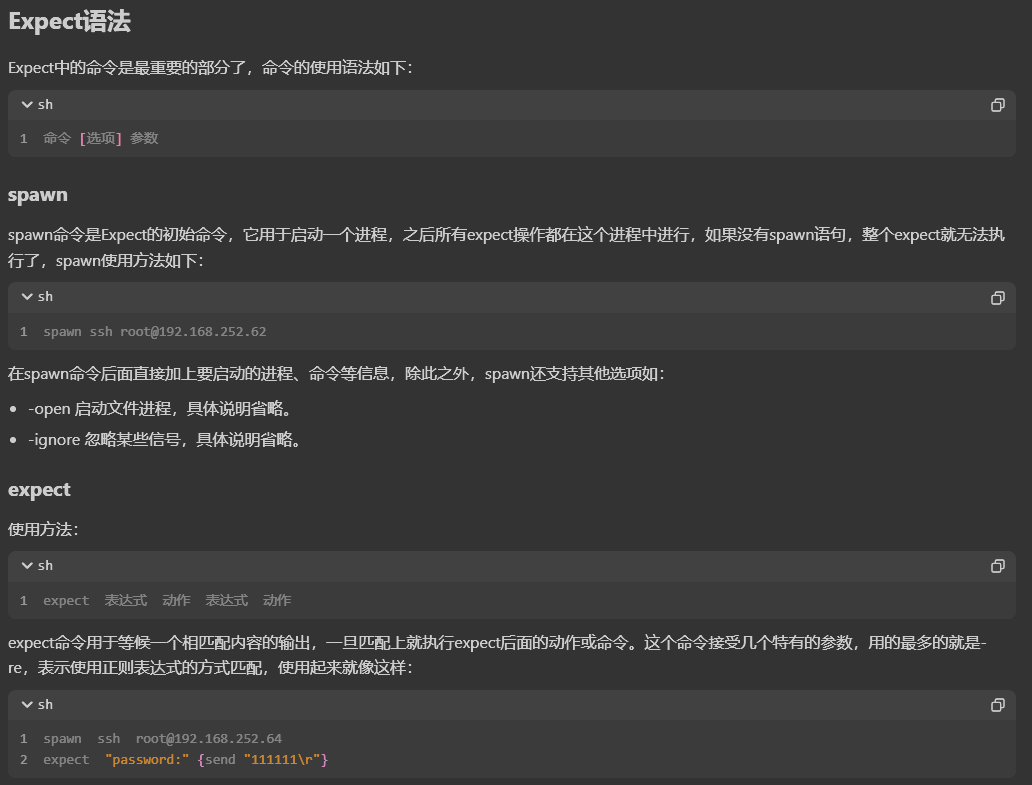 Expect语法
Expect中的命令是最重要的部分了，命令的使用语法如下：
sh
1 命令 [选项] 参数
spawn
spawn命令是Expect的初始命令，它用于启动一个进程，之后所有expect操作都在这个进程中进行，如果没有spawn语句，整个expect就无法执
行了，spawn使用方法如下：
sh
1 spawn ssh root@192.168.252.62
在spawn命令后面直接加上要启动的进程、命令等信息，除此之外，spawn还支持其他选项如：
• -open 启动文件进程，具体说明省略。
• -ignore 忽略某些信号，具体说明省略。
expect
使用方法：
sh
1 expect 表达式 动作 表达式 动作
expect命令用于等候一个相匹配内容的输出，一旦匹配上就执行expect后面的动作或命令。这个命令接受几个特有的参数，用的最多的就是-
re，表示使用正则表达式的方式匹配，使用起来就像这样：
sh
1 spawn ssh root@192.168.252.64
2 expect "password:" {send "111111\r"}